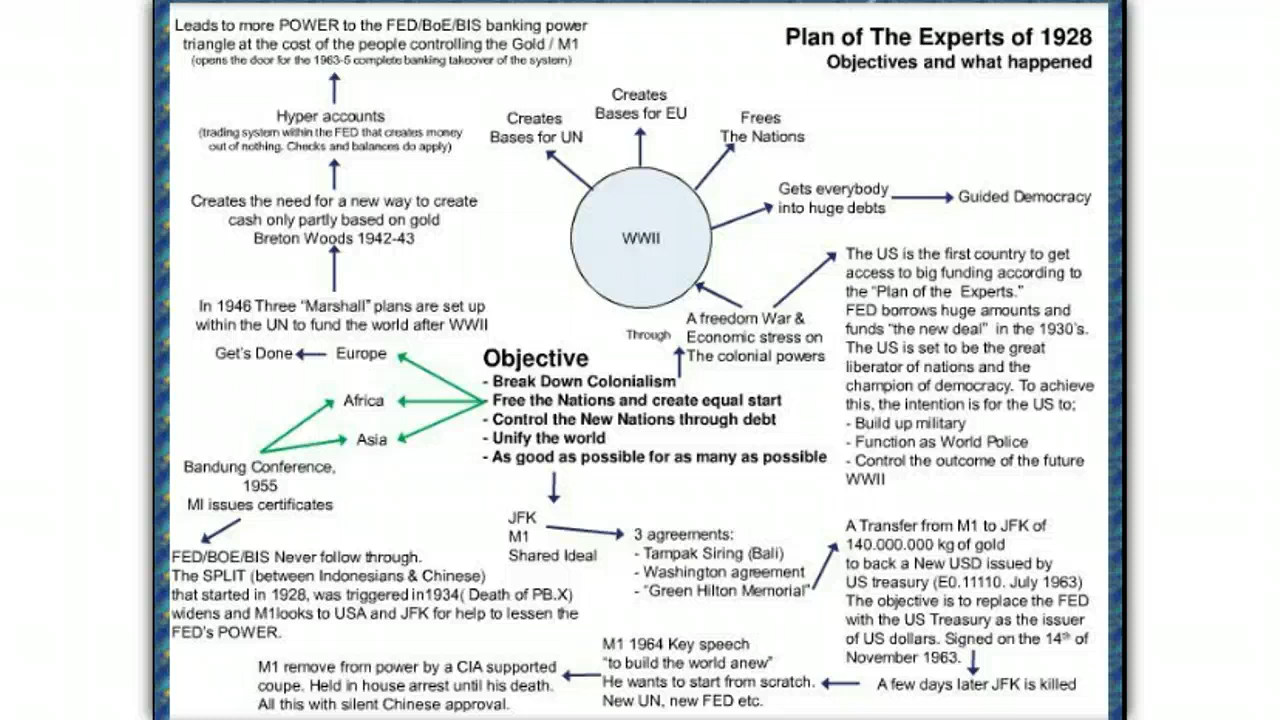 Plan of The Experts of 1928
Objectives and what happened
Leads to more POWER to the FED/BoE/BIS banking power
triangle at the cost of the people controlling the Gold / M1
(opens the door for the 1963-5 complete banking takeover of the system)
Hyper accounts
(trading system within the FED that creates money
out of nothing. Checks and balances do apply)
Creates the need for a new way to create
cash only partly based on gold
Breton Woods 1942-43
In 1946 Three “Marshall” plans are set up
within the UN to fund the world after WWII
Get's Done
Europe
Africa
Asia
Bandung Conference,
1955
MI issues certificates
FED/BOE/BIS Never follow through.
The SPLIT (between Indonesians & Chinese)
that started in 1928, was triggered in1934( Death of PB.X)
widens and M1looks to USA and JFK for help to lessen the
FED's POWER.
Creates
Bases for UN
Creates
Bases for EU
Frees
The Nations
WWII
Gets everybody
into huge debts
Guided Democracy
Through
A freedom War &
Economic stress on
The colonial powers
The US is the first country to get
access to big funding according to
the “Plan of the Experts.”
FED borrows huge amounts and
funds “the new deal” in the 1930's.
The US is set to be the great
liberator of nations and the
champion of democracy. To achieve
this, the intention is for the US to;
- Build up military
- Function as World Police
- Control the outcome of the future
WWII
Objective
- Break Down Colonialism
- Free the Nations and create equal start
- Control the New Nations through debt
- Unify the world
- As good as possible for as many as possible
JFK
M1
Shared Ideal
3 agreements:
- Tampak Siring (Bali)
- Washington agreement
- “Green Hilton Memorial”
A Transfer from M1 to JFK of
140.000.000 kg of gold
to back a New USD issued by
US treasury (E0.11110. July 1963)
The objective is to replace the FED
with the US Treasury as the issuer
of US dollars. Signed on the 14th of
November 1963.
A few days later JFK is killed
M1 1964 Key speech
“to build the world anew”
He wants to start from scratch.
New UN, new FED etc.
M1 remove from power by a CIA supported
coupe. Held in house arrest until his death.
All this with silent Chinese approval.